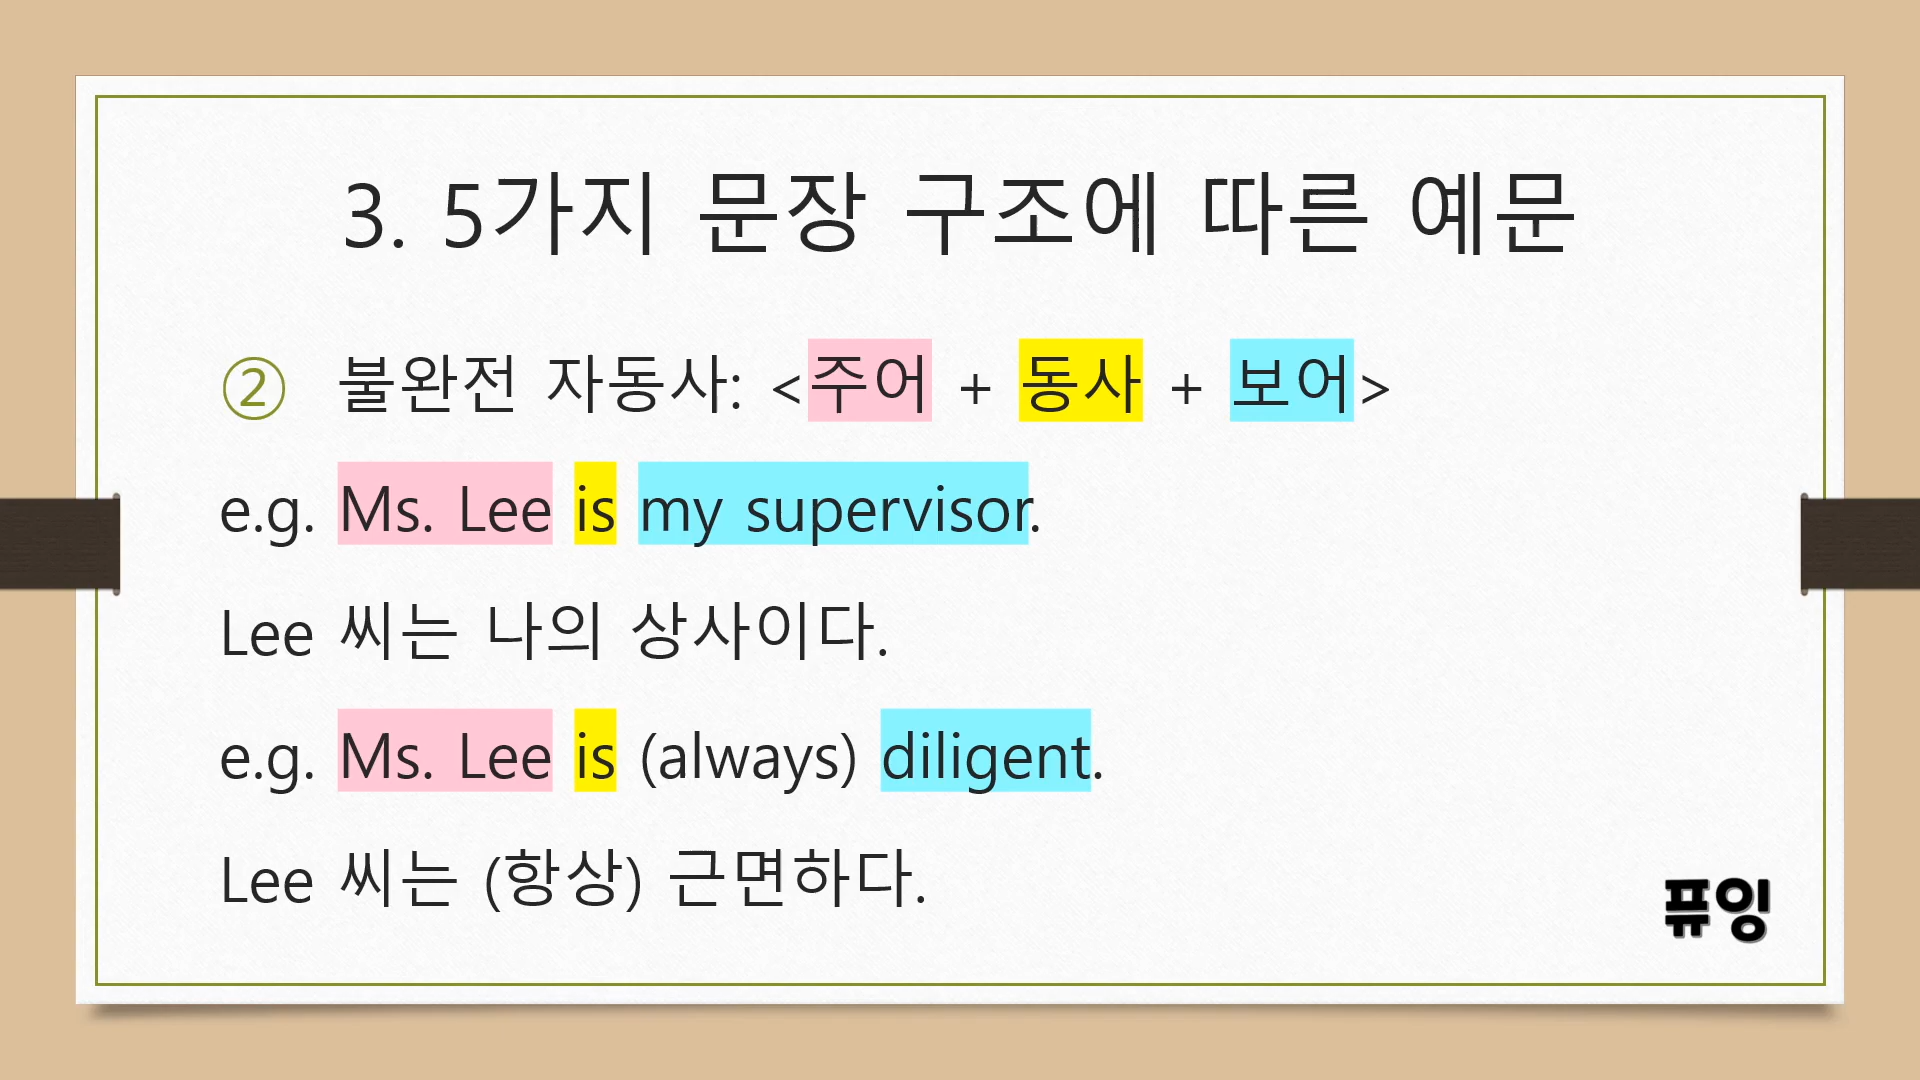 3. 5가지 문장 구조에 따른 예문
② 불완전 자동사: <주어 + 동사 + 보어>
e.g. Ms. Lee is my supervisor.
Lee 씨는 나의 상사이다.
e.g. Ms. Lee is (always) diligent.
Lee 씨는 (항상) 근면하다.
퓨잉